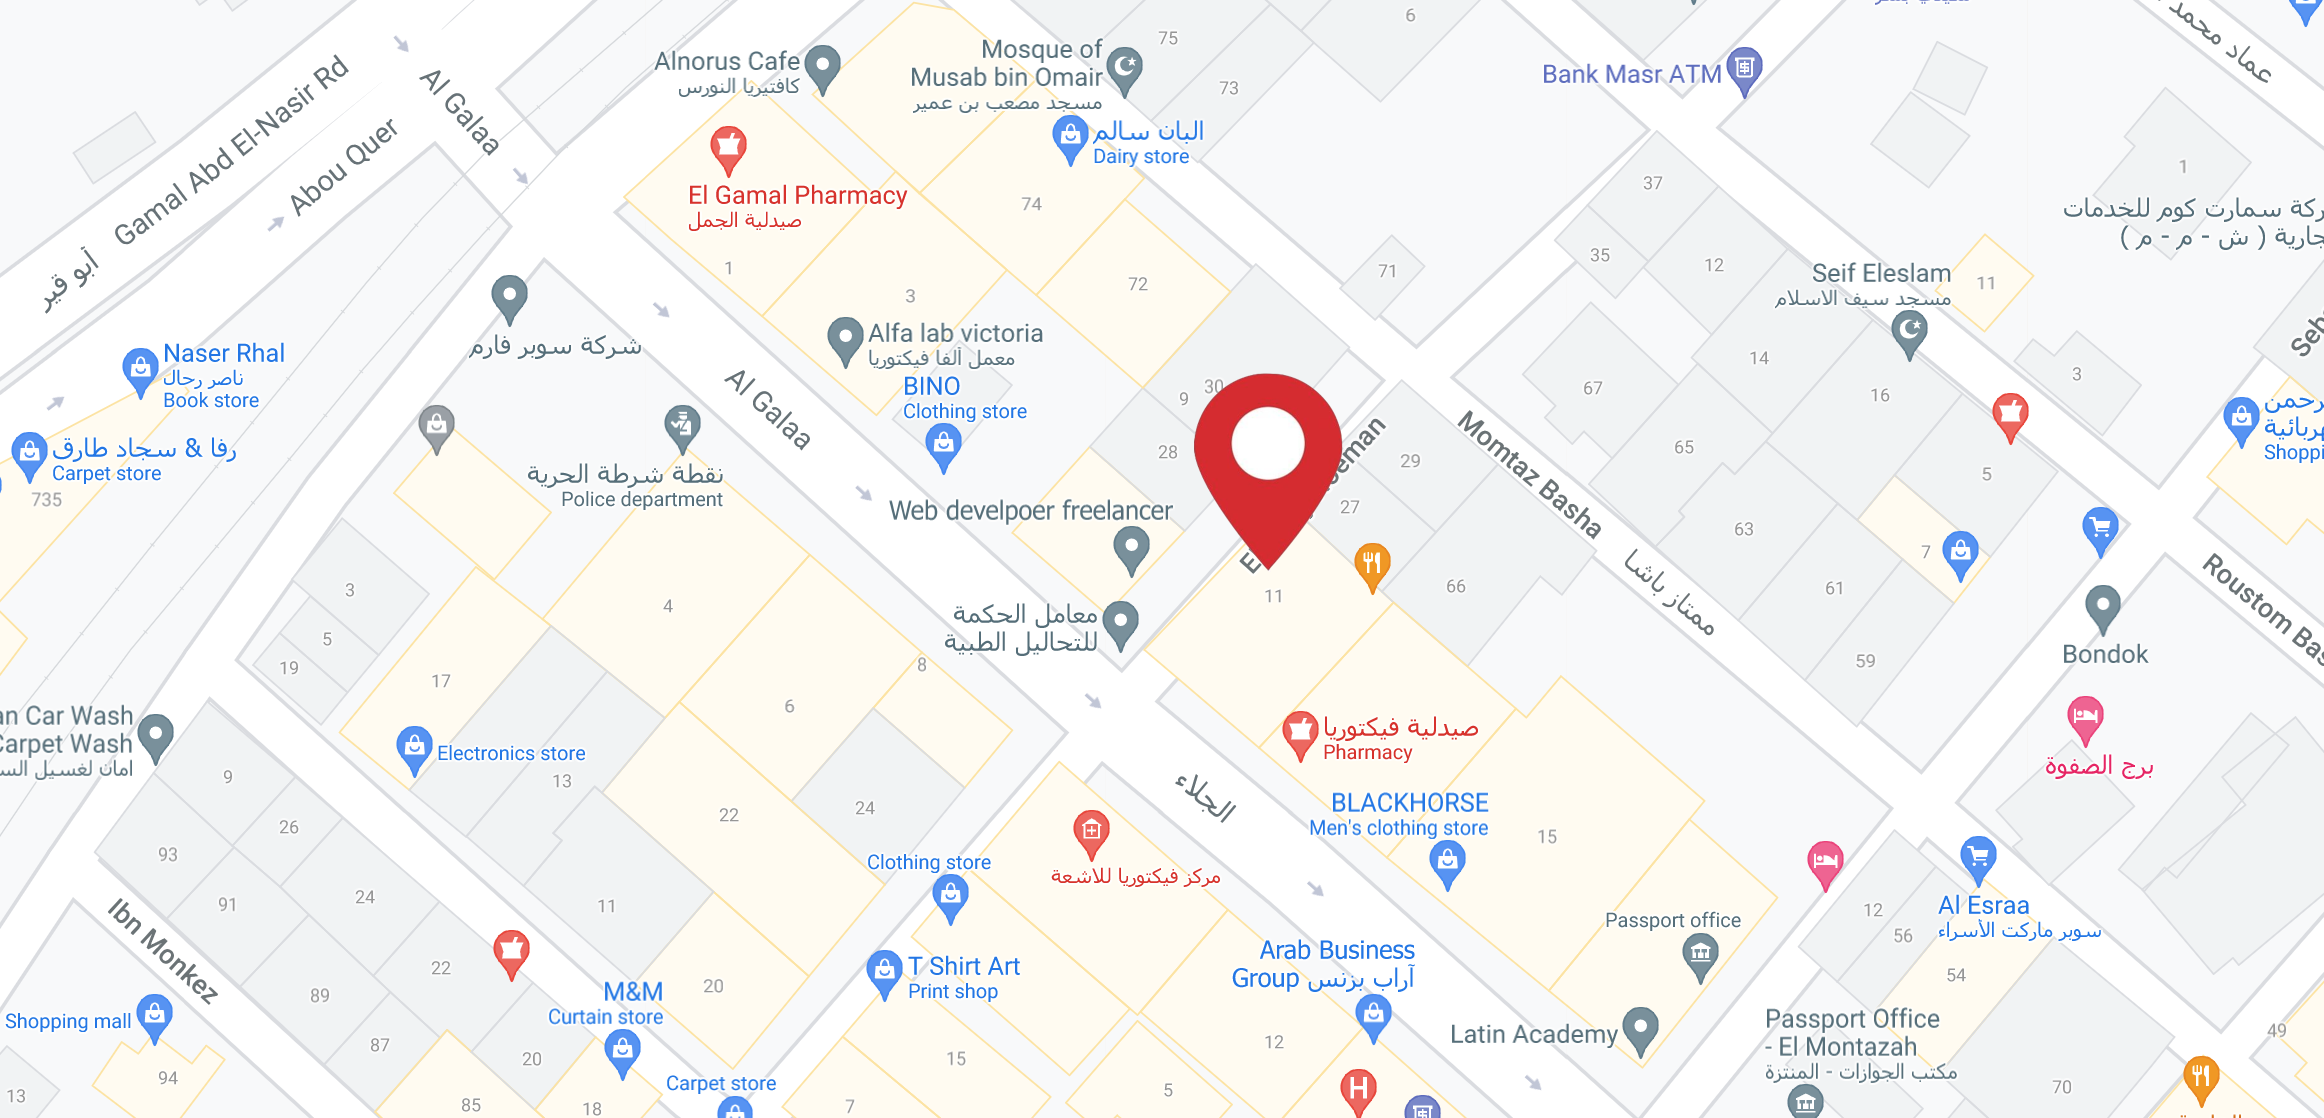 Gamal Abd El-Nasir Rd
أبو قير
Abou Quer
Al Galaa
Alnorus Cafe
كافتيريا النورس
Mosque of
Musab bin Omair
مسجد مصعب بن عمير
البان سالم
Dairy store
El Gamal Pharmacy
صيدلية الجمل
75
73
6
74
72
1
3
Bank Masr ATM
عماد محمد
37
35
12
71
1
11
Seif Eleslam
مسجد سيف الاسلام
سمارت كوم للخدمات
( ش - م - م )
شركة سوبر فارم
Alfa lab victoria
معمل ألفا فيكتوريا
BINO
Clothing store
Naser Rhal
ناصر رحال
Book store
رفا & سجاد طارق
Carpet store
735
Al Galaa
نقطة شرطة الحرية
Police department
Web develpoer freelancer
معامل الحكمة
للتحاليل الطبية
9
30
28
29
27
66
11
67
65
63
61
59
14
16
5
7
3
Momtaz Basha
ممتاز باشا
Bondok
برج الصفوة
3
5
19
17
4
6
8
Car Wash
Wash
امان لغسيل
Electronics store
13
22
24
11
20
9
26
93
91
24
22
89
87
20
18
85
94
13
Ibn Monkez
Shopping mall
M&M
Curtain store
Carpet store
Clothing store
T Shirt Art
Print shop
مركز فيكتوريا للاشعة
الجلاء
صيدلية فيكتوريا
Pharmacy
BLACKHORSE
Men's clothing store
15
Passport office
Arab Business
Group آراب بزنس
Latin Academy
12
15
5
7
Passport Office
- El Montazah
مكتب الجوازات - المنتزة
Al Esraa
سوبر ماركت الأسراء
12
56
54
70
49